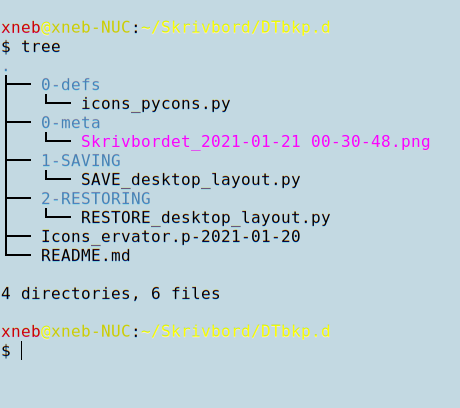 xneb@xneb-NUC:~/Skrivbord/DTbkp.d
$ tree
.
├── 0-defs
│   └── icons_pycons.py
├── 0-meta
│   └── Skrivbordet_2021-01-21 00-30-48.png
├── 1-SAVING
│   └── SAVE_desktop_layout.py
├── 2-RESTORING
│   └── RESTORE_desktop_layout.py
├── Icons_ervator.p-2021-01-20
└── README.md

4 directories, 6 files

xneb@xneb-NUC:~/Skrivbord/DTbkp.d
$